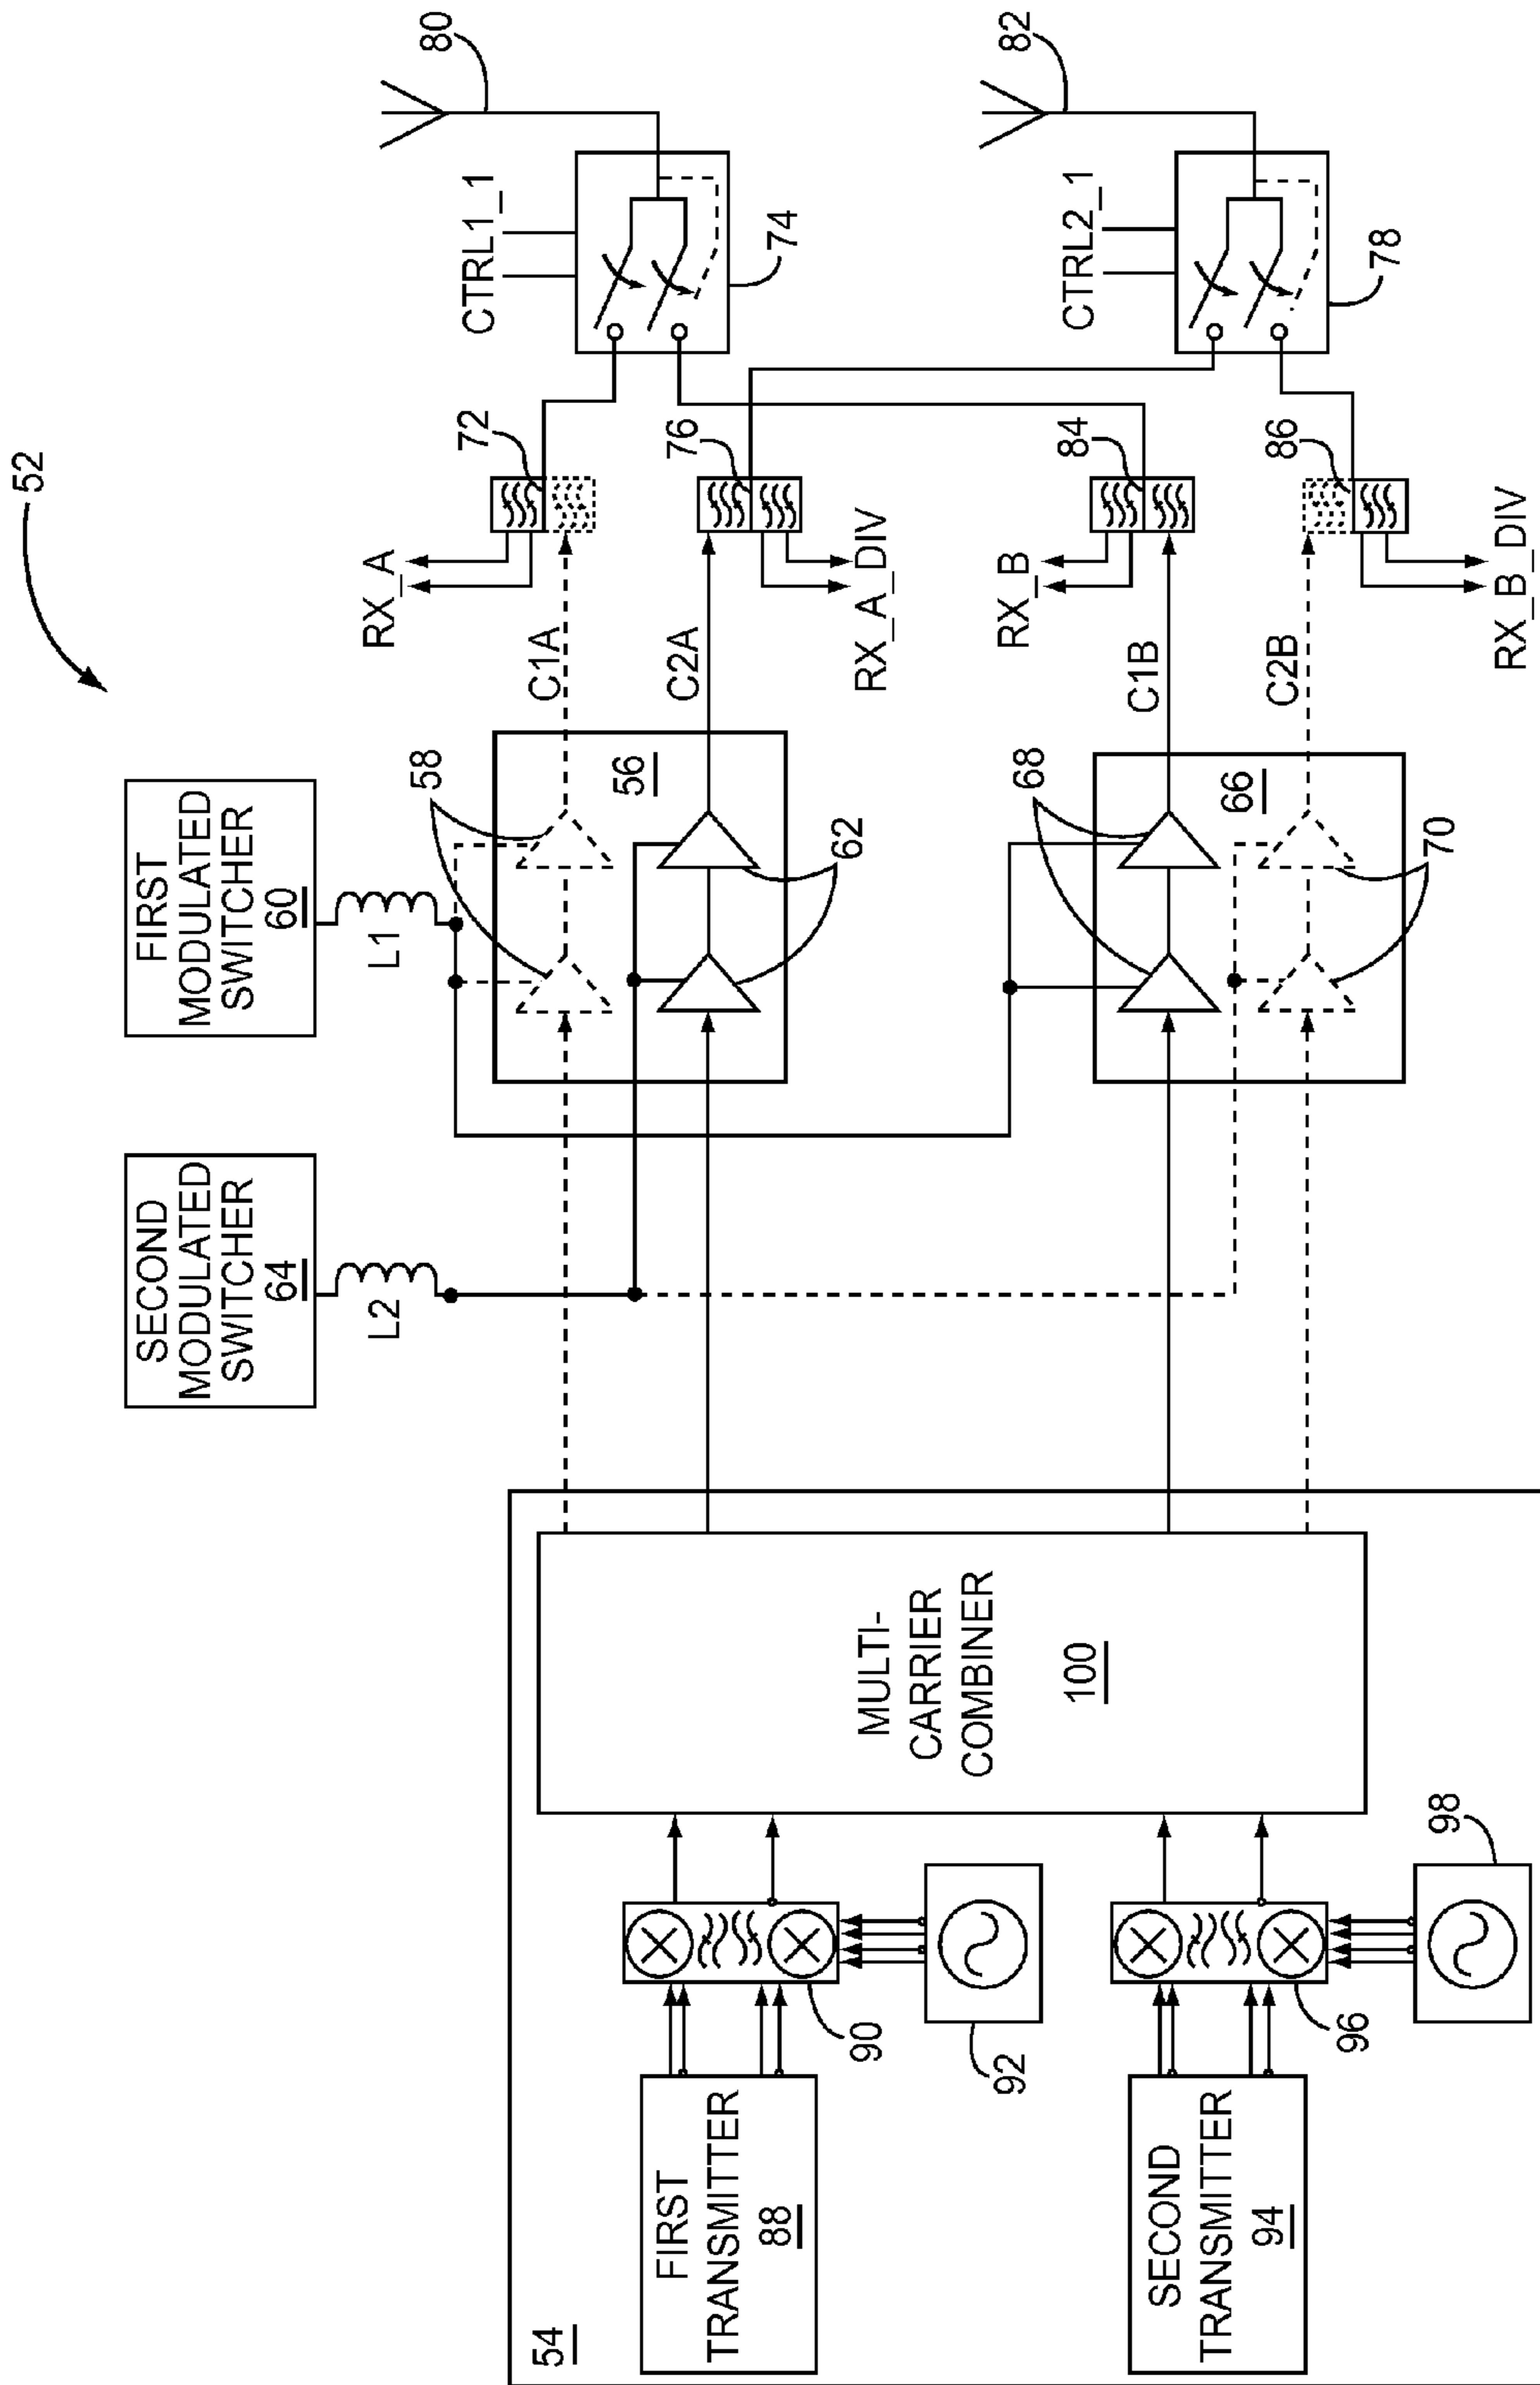 52
FIRST
MODULATED
SWITCHER
60
SECOND
MODULATED
SWITCHER
64
L1
L2
54
FIRST
TRANSMITTER
88
90
92
SECOND
TRANSMITTER
94
96
98
MULTI-
CARRIER
COMBINER
100
58
56
62
68
66
70
C1A
C2A
C1B
C2B
RX_A
72
76
RX_A_DIV
RX_B
84
86
RX_B_DIV
CTRL1_1
74
80
CTRL2_1
78
82